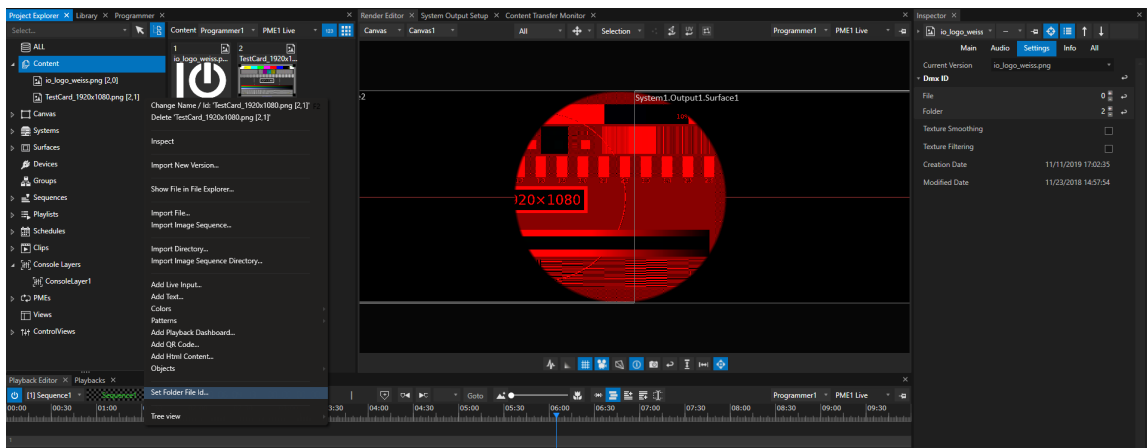 Project Explorer × Library × Programmer ×
Select...
ALL
Content
io_logo_weiss.png [2,0]
TestCard_1920x1080.png [2,1]
Canvas
Systems
Surfaces
Devices
Groups
Sequences
Playlists
Schedules
Clips
Console Layers
ConsoleLayer1
PMEs
Views
ControlViews
Content Programmer1 PME1 Live 123
1 2
io_logo_weiss.p... TestCard_1920x1...
Change Name / Id: 'TestCard_1920x1080.png [2,1]'
Delete 'TestCard_1920x1080.png [2,1]'
Inspect
Import New Version...
Show File in File Explorer...
Import File...
Import Image Sequence...
Import Directory...
Import Image Sequence Directory...
Add Live Input...
Add Text...
Colors
Patterns
Add Playback Dashboard...
Add QR Code...
Add Html Content...
Objects
Set Folder File Id...
Tree view
Render Editor × System Output Setup × Content Transfer Monitor ×
Canvas Canvas1 All Selection UV Programmer1 PME1 Live
System1.Output1.Surface1
920×1080
Inspector ×
io_logo_weiss
Main Audio Settings Info All
Current Version io_logo_weiss.png
Dmx ID
File 0
Folder 2
Texture Smoothing
Texture Filtering
Creation Date 11/11/2019 17:02:35
Modified Date 11/23/2018 14:57:54
Playback Editor × Playbacks ×
[1] Sequence1 Sequence1 Goto Programmer1 PME1 Live
00:00 00:30 01:00 3:30 04:00 04:30 05:00 05:30 06:00 06:30 07:00 07:30 08:00 08:30 09:00 09:30